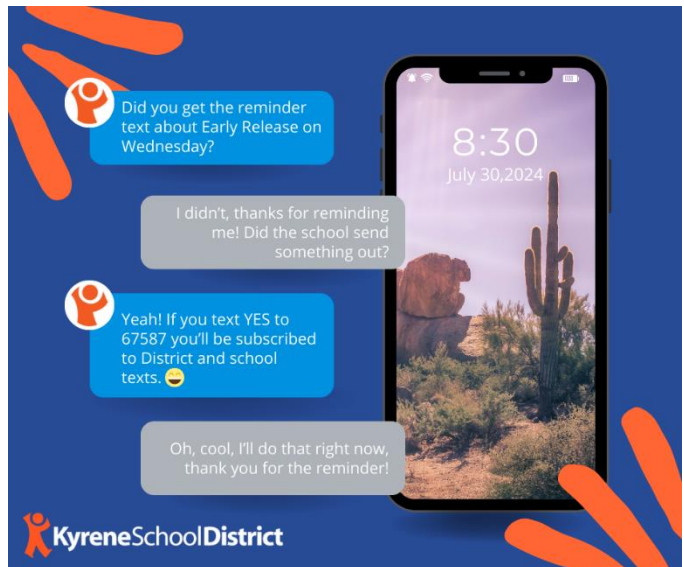 Did you get the reminder
text about Early Release on
Wednesday?
8:30
July 30,2024
I didn't, thanks for reminding
me! Did the school send
something out?
Yeah! If you text YES to
67587 you'll be subscribed
to District and school
texts. 😄
Oh, cool, I'll do that right now,
thank you for the reminder!
KyreneSchoolDistrict